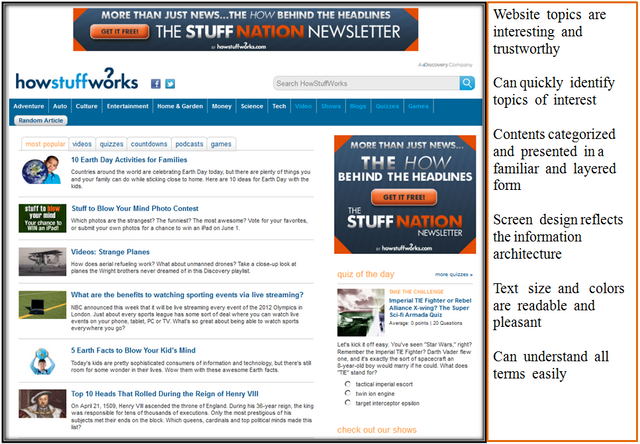 MORE THAN JUST NEWS...THE HOW BEHIND THE HEADLINES
GET IT FREE!
THE STUFF NATION NEWSLETTER
BY howstuffworks.com
A Discovery Company
howstuffworks
Search HowStuffWorks
Adventure Auto Culture Entertainment Home & Garden Money Science Tech Video Shows Blogs Quizzes Games
Random Article
most popular videos quizzes countdowns podcasts games
10 Earth Day Activities for Families
Countries around the world are celebrating Earth Day today, but there are plenty of things you
and your family can do while sticking close to home. Here are 10 ideas for Earth Day with the
kids.
stuff to blow
your mind
Your chance to
WIN an iPad!
Stuff to Blow Your Mind Photo Contest
Which photos are the strangest? The funniest? The most awesome? Vote for your favorites,
or submit your own photos for a chance to win an iPad on June 1.
Videos: Strange Planes
How does aerial refueling work? What about unmanned drones? Take a close-up look at
planes the Wright brothers never dreamed of in this Discovery playlist.
What are the benefits to watching sporting events via live streaming?
NBC announced this week that it will be live streaming every event of the 2012 Olympics in
London. Just about every sports league has some sort of deal where you can watch live
events on your phone, tablet, PC or TV. What's so great about being able to watch sports
everywhere you go?
5 Earth Facts to Blow Your Kid's Mind
Today's kids are pretty sophisticated consumers of information and technology, but there's still
room for some wonder in their lives. Wow them with these awesome Earth facts.
Top 10 Heads That Rolled During the Reign of Henry VIII
On April 21, 1509, Henry VIII ascended the throne of England. During his 36-year reign, the king
was responsible for tens of thousands of executions. Only the most prestigious of his
subjects met their ends on the block. Which queens, cardinals and top political minds made this
list?
MORE THAN JUST NEWS...
THE HOW
BEHIND THE HEADLINES
GET IT FREE!
THE
STUFF NATION
NEWSLETTER
BY howstuffworks.com
quiz of the day
more quizzes »
TAKE THE CHALLENGE
Imperial TIE Fighter or Rebel
Alliance X-wing? The Super
Sci-fi Armada Quiz
Average: 0 points | 20 Questions
Let's kick it off easy. You've seen "Star Wars," right?
Remember the Imperial TIE Fighter? Darth Vader flew
one, and it's exactly the sort of spacecraft an
8-year-old boy would marry if he could. What does
"TIE" stand for?
tactical imperial escort
twin ion engine
target interceptor epsilon
check out our shows
Website topics are
interesting and
trustworthy
Can quickly identify
topics of interest
Contents categorized
and presented in a
familiar and layered
form
Screen design reflects
the information
architecture
Text size and colors
are readable and
pleasant
Can understand all
terms easily